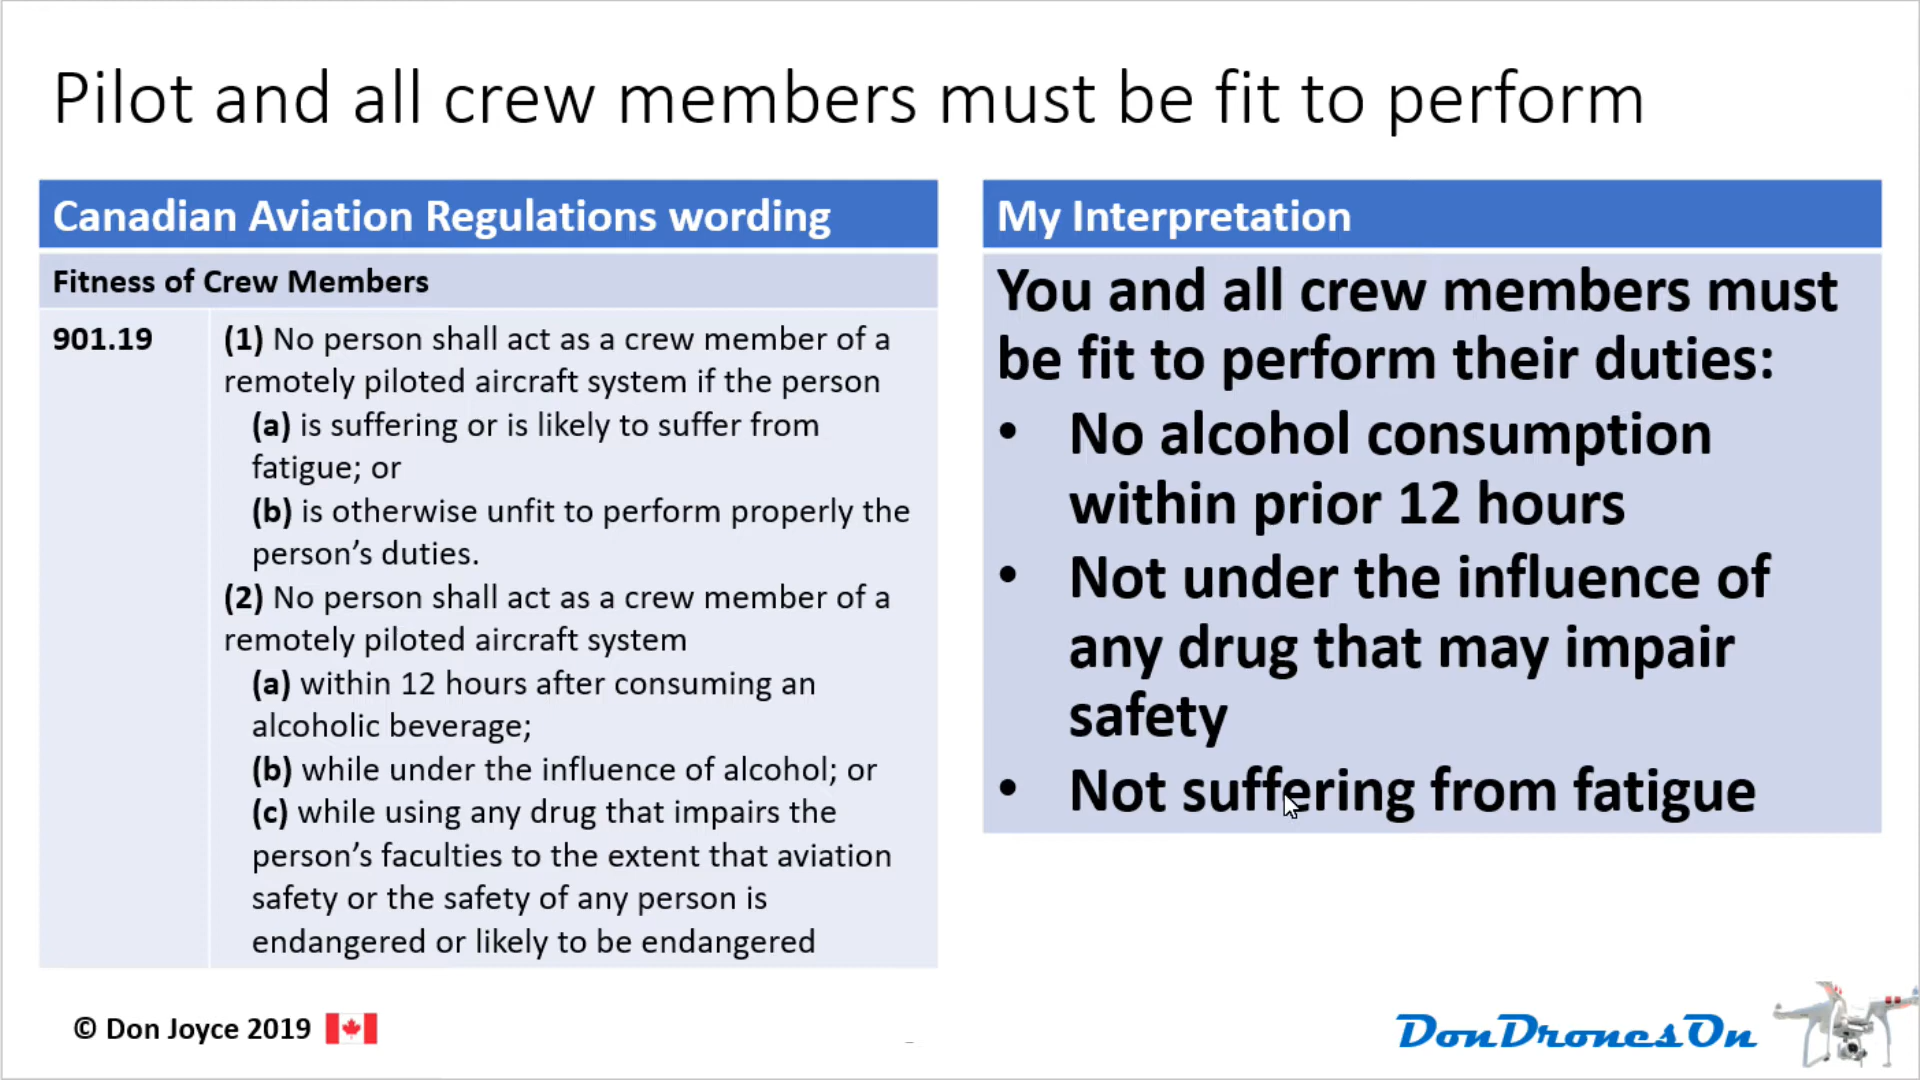 Pilot and all crew members must be fit to perform
Canadian Aviation Regulations wording
Fitness of Crew Members
901.19
(1) No person shall act as a crew member of a
remotely piloted aircraft system if the person
(a) is suffering or is likely to suffer from
fatigue; or
(b) is otherwise unfit to perform properly the
person’s duties.
(2) No person shall act as a crew member of a
remotely piloted aircraft system
(a) within 12 hours after consuming an
alcoholic beverage;
(b) while under the influence of alcohol; or
(c) while using any drug that impairs the
person’s faculties to the extent that aviation
safety or the safety of any person is
endangered or likely to be endangered
My Interpretation
You and all crew members must
be fit to perform their duties:
• No alcohol consumption
within prior 12 hours
• Not under the influence of
any drug that may impair
safety
• Not suffering from fatigue
© Don Joyce 2019
DonDronesOn